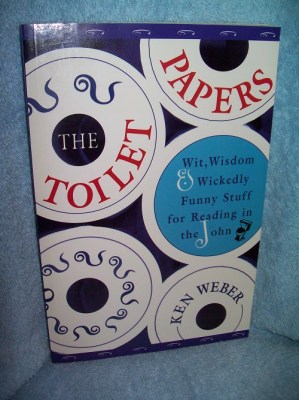 THE
TOILET
PAPERS
Wit, Wisdom
& Wickedly
Funny Stuff
for Reading in
the John
KEN WEBER